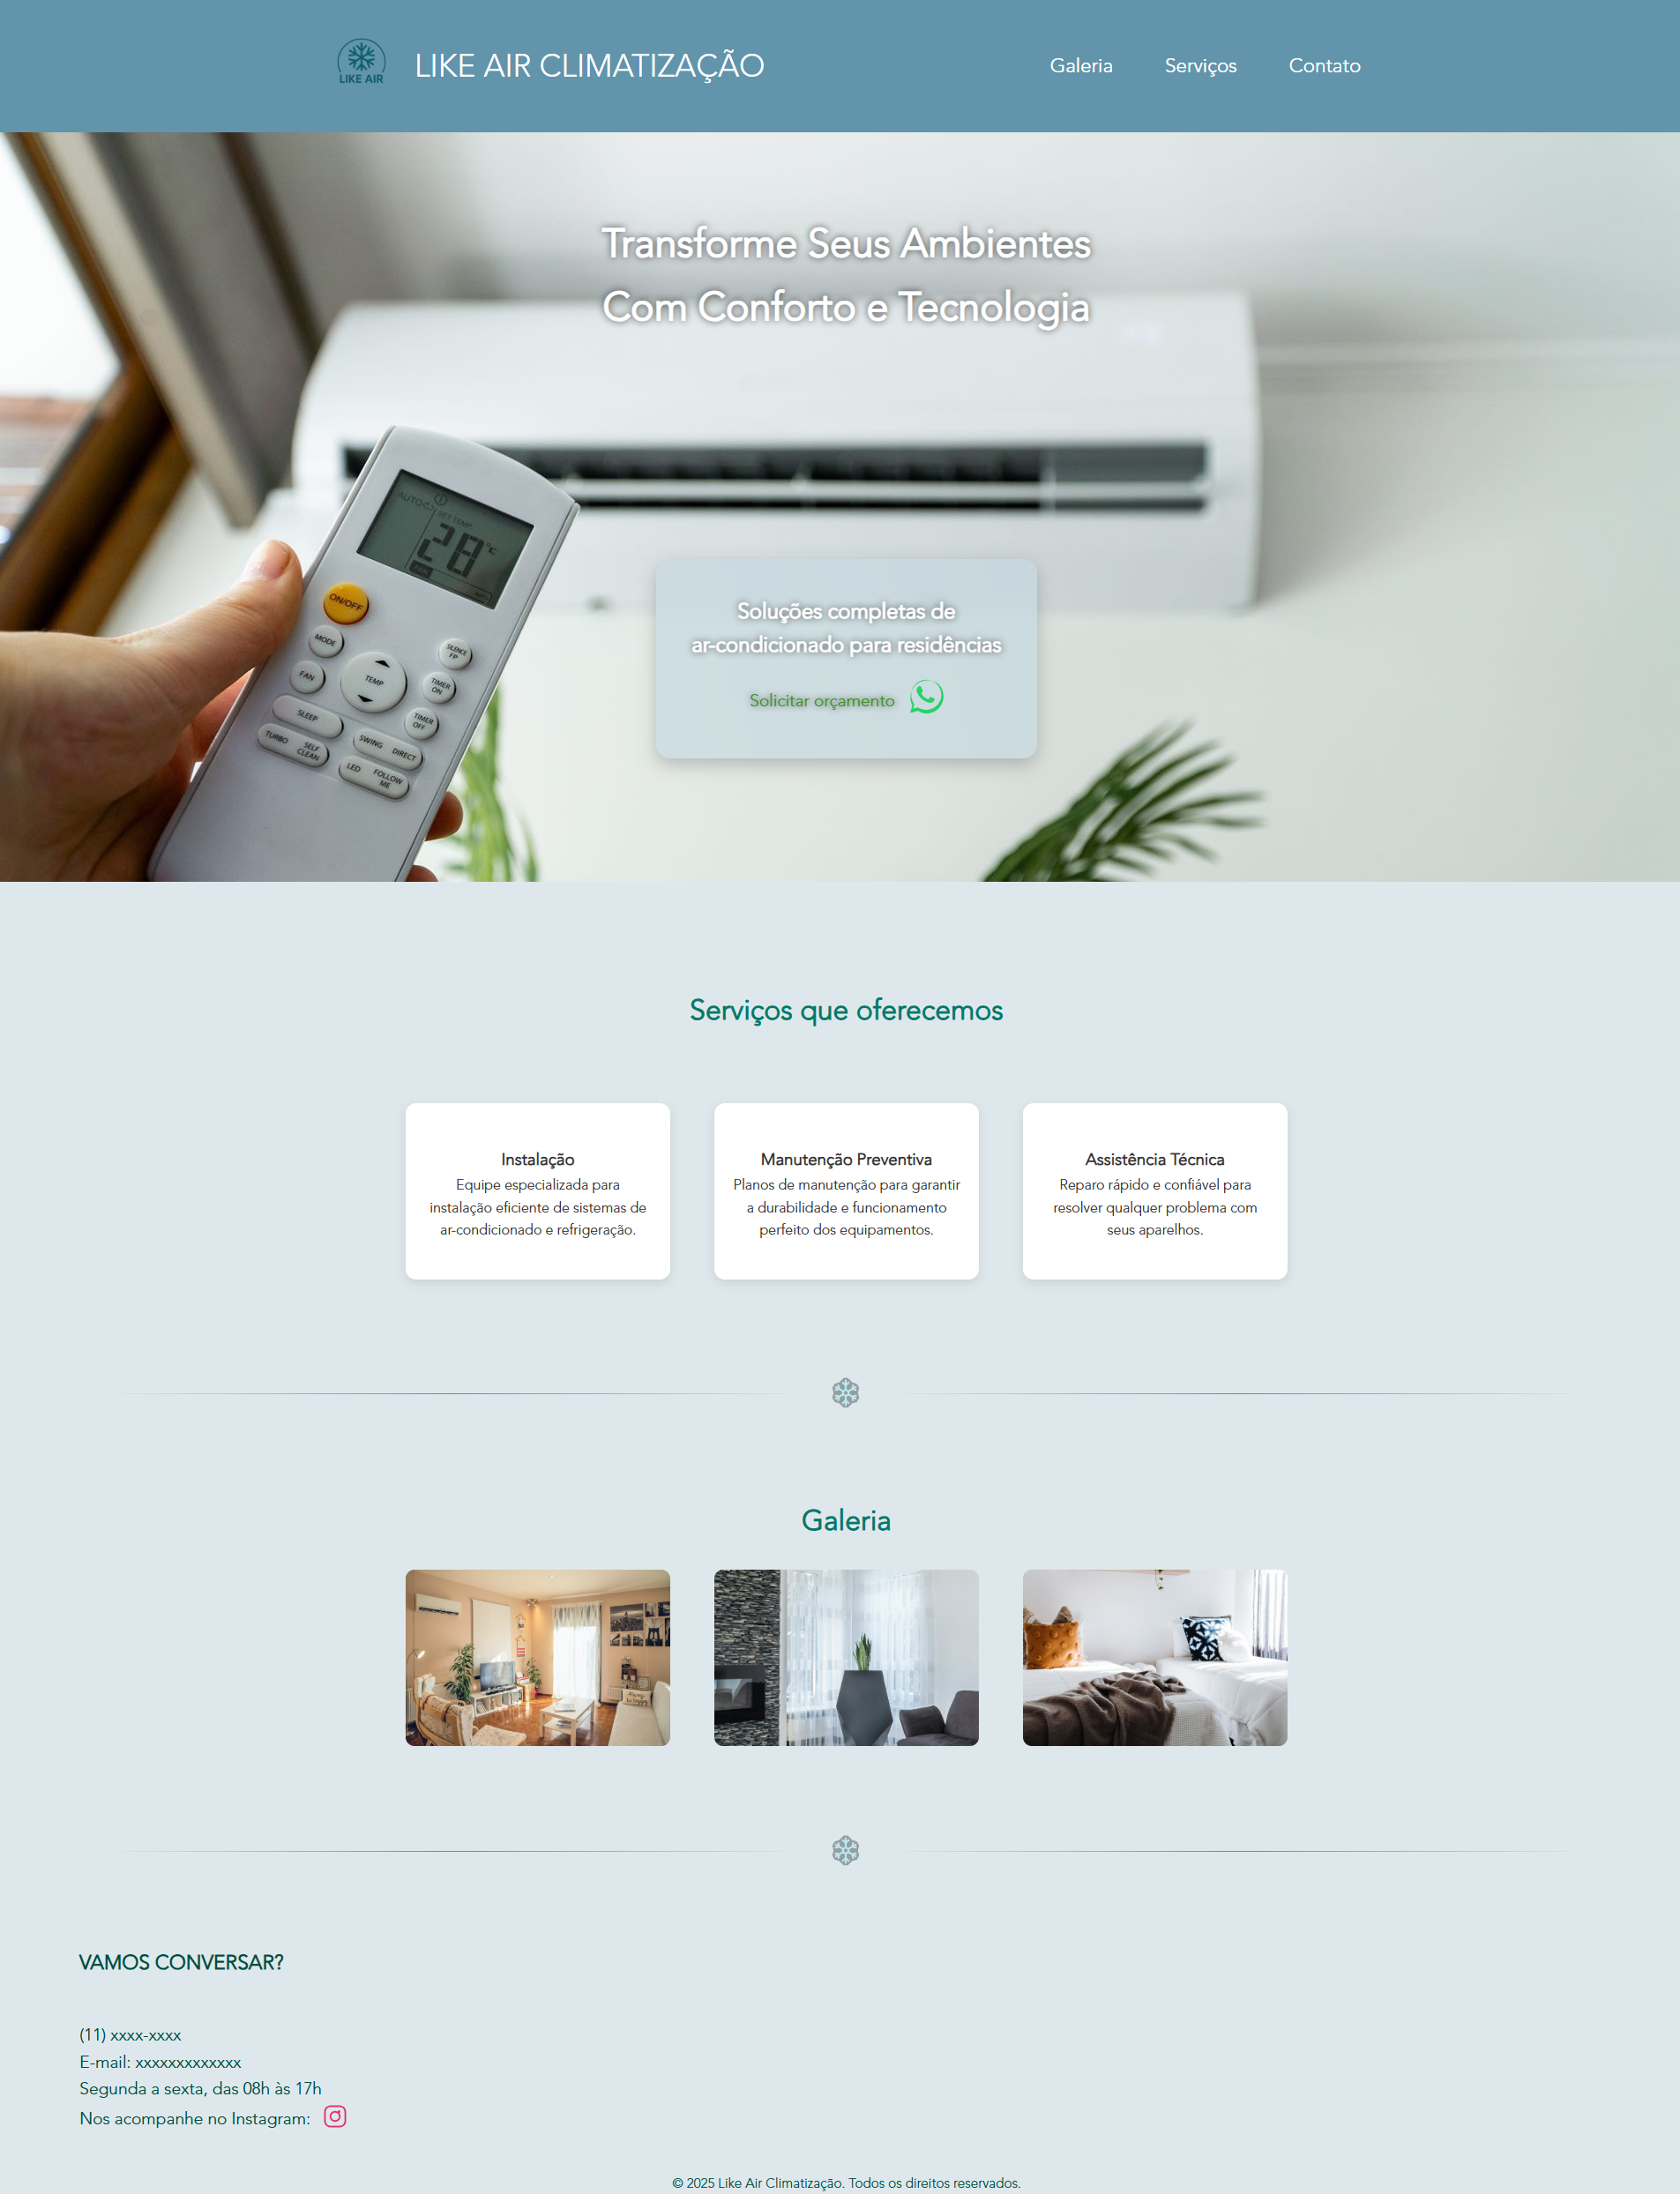 LIKE AIR
LIKE AIR CLIMATIZAÇÃO
Galeria
Serviços
Contato
Transforme Seus Ambientes
Com Conforto e Tecnologia
AUTO
SET TEMP
28°C
FAN
ON/OFF
MODE
SILENCE
FP
FAN
TEMP
TIMER
ON
TIMER
OFF
SLEEP
SWING DIRECT
TURBO
SELF
CLEAN
LED
FOLLOW
ME
Soluções completas de
ar-condicionado para residências
Solicitar orçamento
Serviços que oferecemos
Instalação
Equipe especializada para
instalação eficiente de sistemas de
ar-condicionado e refrigeração.
Manutenção Preventiva
Planos de manutenção para garantir
a durabilidade e funcionamento
perfeito dos equipamentos.
Assistência Técnica
Reparo rápido e confiável para
resolver qualquer problema com
seus aparelhos.
Galeria
VAMOS CONVERSAR?
(11) xxxx-xxxx
E-mail: xxxxxxxxxxxxx
Segunda a sexta, das 08h às 17h
Nos acompanhe no Instagram:
© 2025 Like Air Climatização. Todos os direitos reservados.